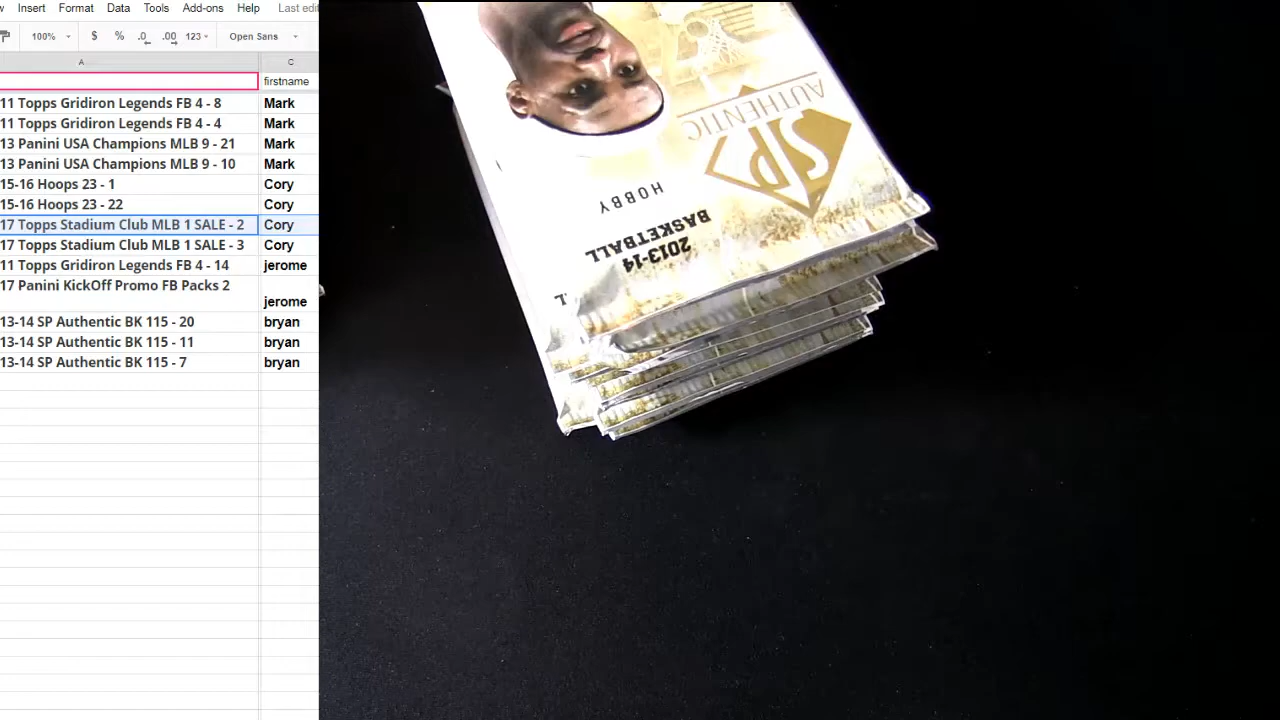 Insert Format Data Tools Add-ons Help Last edi
100% $ % .0 .00 123 Open Sans
A C
firstname
11 Topps Gridiron Legends FB 4 - 8 Mark
11 Topps Gridiron Legends FB 4 - 4 Mark
13 Panini USA Champions MLB 9 - 21 Mark
13 Panini USA Champions MLB 9 - 10 Mark
15-16 Hoops 23 - 1 Cory
15-16 Hoops 23 - 22 Cory
17 Topps Stadium Club MLB 1 SALE - 2 Cory
17 Topps Stadium Club MLB 1 SALE - 3 Cory
11 Topps Gridiron Legends FB 4 - 14 jerome
17 Panini KickOff Promo FB Packs 2
jerome
13-14 SP Authentic BK 115 - 20 bryan
13-14 SP Authentic BK 115 - 11 bryan
13-14 SP Authentic BK 115 - 7 bryan
2013-14
BASKETBALL
HOBBY
SP
AUTHENTIC